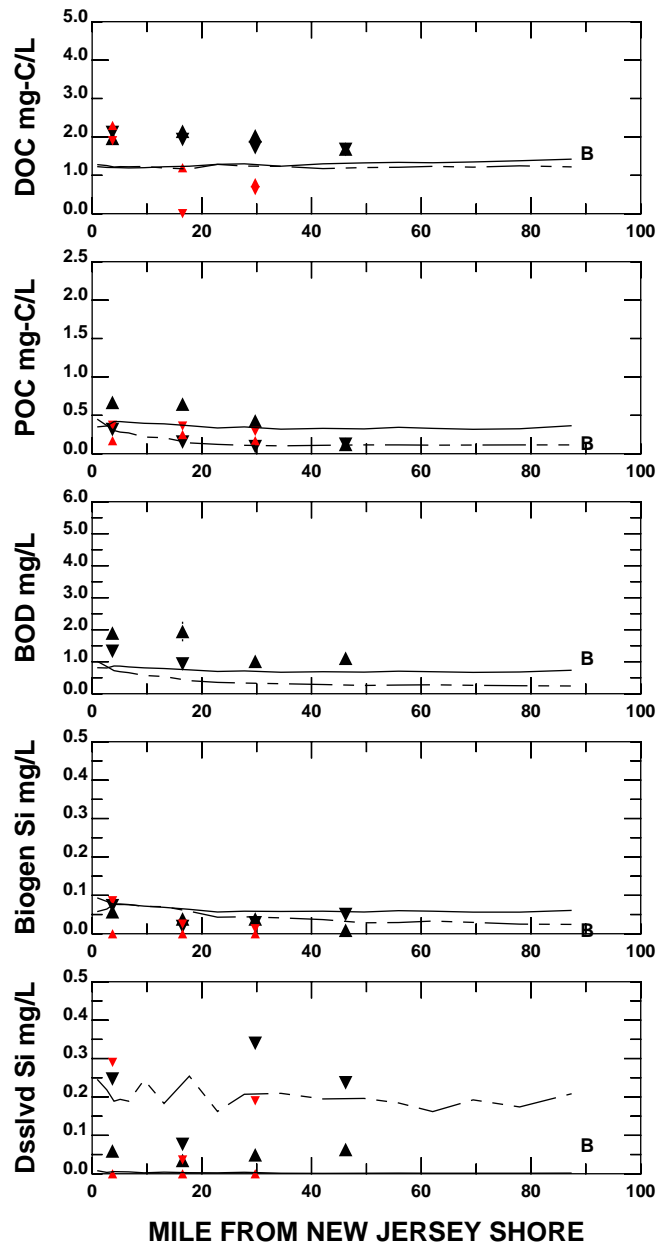 DOC mg-C/L
5.0
4.0
3.0
2.0
1.0
0.0
B
0 20 40 60 80 100
POC mg-C/L
2.5
2.0
1.5
1.0
0.5
0.0
B
0 20 40 60 80 100
BOD mg/L
6.0
5.0
4.0
3.0
2.0
1.0
0.0
B
0 20 40 60 80 100
Biogen Si mg/L
0.5
0.4
0.3
0.2
0.1
0.0
B
0 20 40 60 80 100
Dsslvd Si mg/L
0.5
0.4
0.3
0.2
0.1
0.0
B
0 20 40 60 80 100
MILE FROM NEW JERSEY SHORE